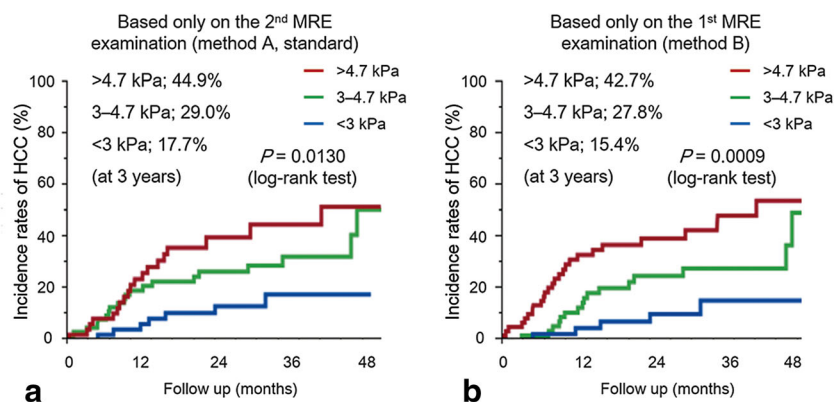 Based only on the 2nd MRE
examination (method A, standard)
Incidence rates of HCC (%)
100
80
60
40
20
0
>4.7 kPa; 44.9%
3–4.7 kPa; 29.0%
<3 kPa; 17.7%
(at 3 years)
>4.7 kPa
3–4.7 kPa
<3 kPa
P = 0.0130
(log-rank test)
0 12 24 36 48
Follow up (months)
a
Based only on the 1st MRE
examination (method B)
Incidence rates of HCC (%)
100
80
60
40
20
0
>4.7 kPa; 42.7%
3–4.7 kPa; 27.8%
<3 kPa; 15.4%
(at 3 years)
>4.7 kPa
3–4.7 kPa
<3 kPa
P = 0.0009
(log-rank test)
0 12 24 36 48
Follow up (months)
b